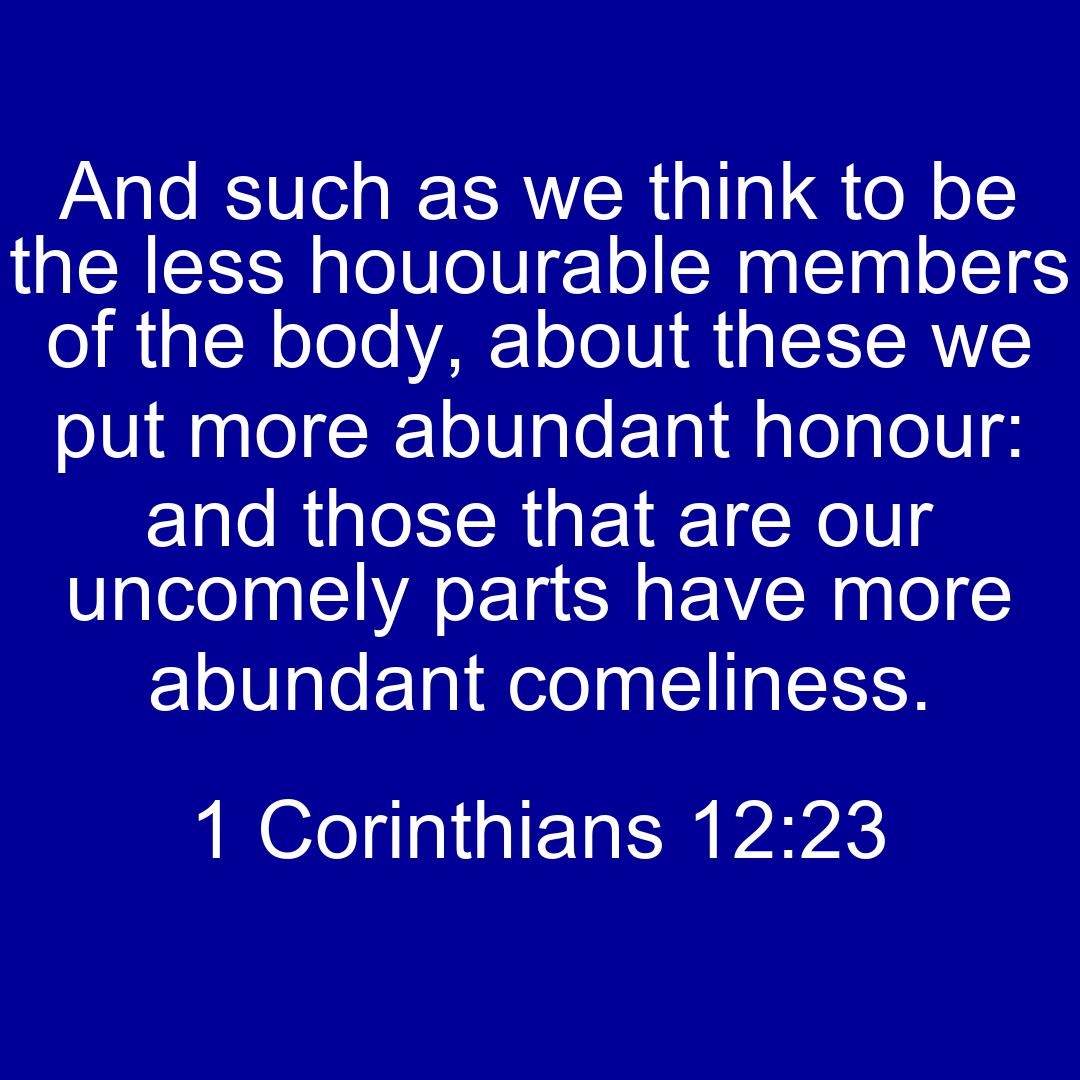 And such as we think to be
the less houourable members
of the body, about these we
put more abundant honour:
and those that are our
uncomely parts have more
abundant comeliness.
1 Corinthians 12:23